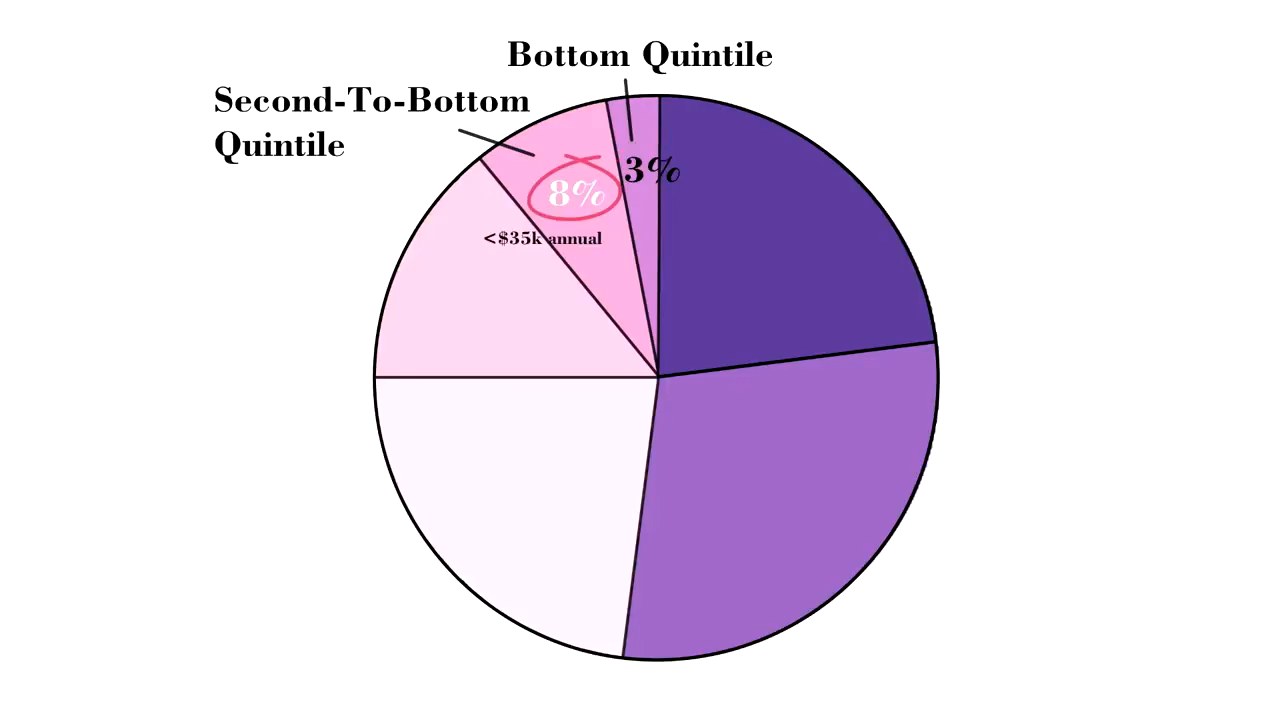 Bottom Quintile
Second-To-Bottom
Quintile
3%
8%
<$35k annual